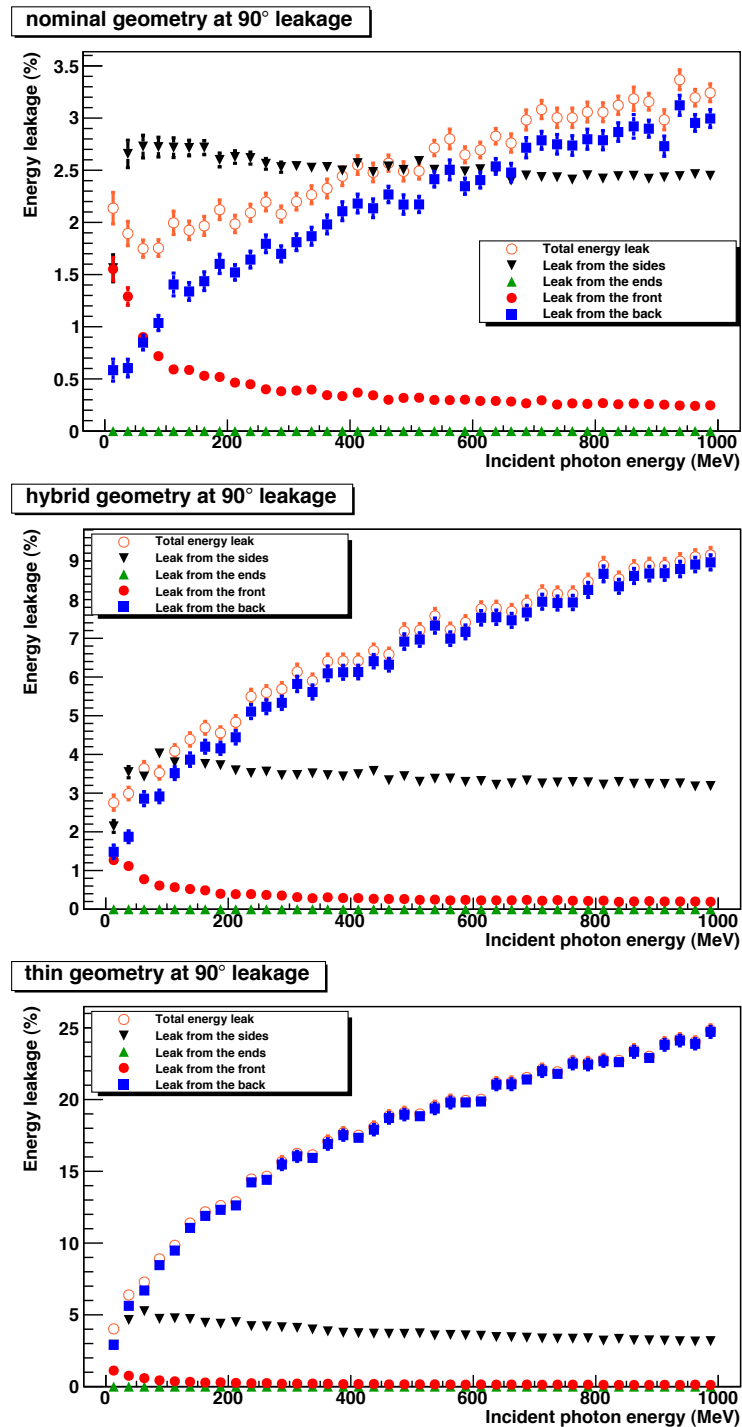 nominal geometry at 90° leakage
Energy leakage (%)
3.5
3
2.5
2
1.5
1
0.5
0
Total energy leak
Leak from the sides
Leak from the ends
Leak from the front
Leak from the back
0 200 400 600 800 1000
Incident photon energy (MeV)
hybrid geometry at 90° leakage
Energy leakage (%)
9
8
7
6
5
4
3
2
1
0
Total energy leak
Leak from the sides
Leak from the ends
Leak from the front
Leak from the back
0 200 400 600 800 1000
Incident photon energy (MeV)
thin geometry at 90° leakage
Energy leakage (%)
25
20
15
10
5
0
Total energy leak
Leak from the sides
Leak from the ends
Leak from the front
Leak from the back
0 200 400 600 800 1000
Incident photon energy (MeV)